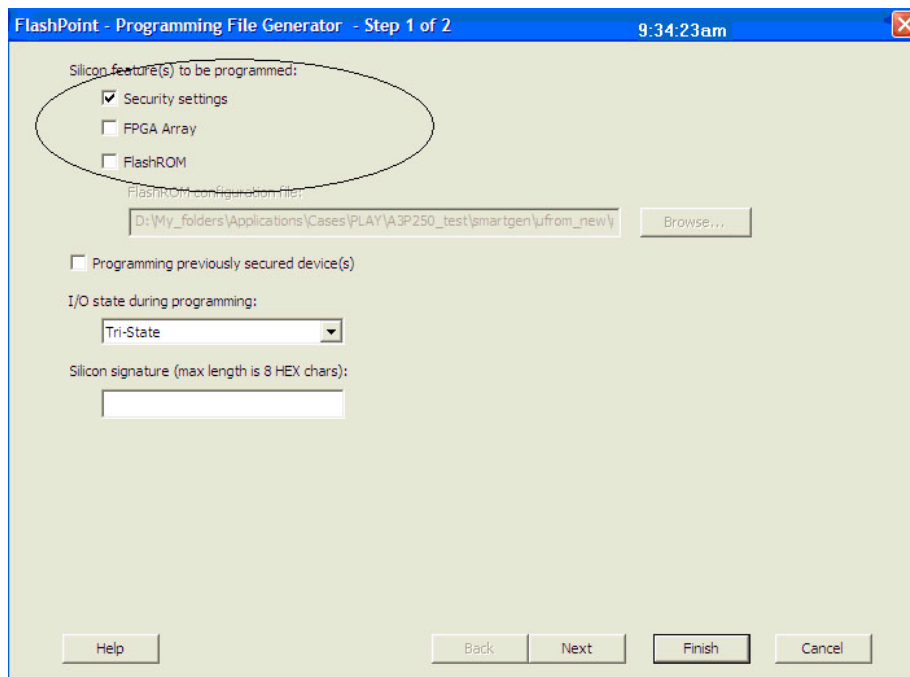 FlashPoint - Programming File Generator - Step 1 of 2 9:34:23am
Silicon feature(s) to be programmed:
Security settings
FPGA Array
FlashROM
FlashROM configuration file:
D:\My_folders\Applications\Cases\PLAY\A3P250_test\smartgen\ufrom_new\ Browse...
Programming previously secured device(s)
I/O state during programming:
Tri-State
Silicon signature (max length is 8 HEX chars):
Help Back Next Finish Cancel